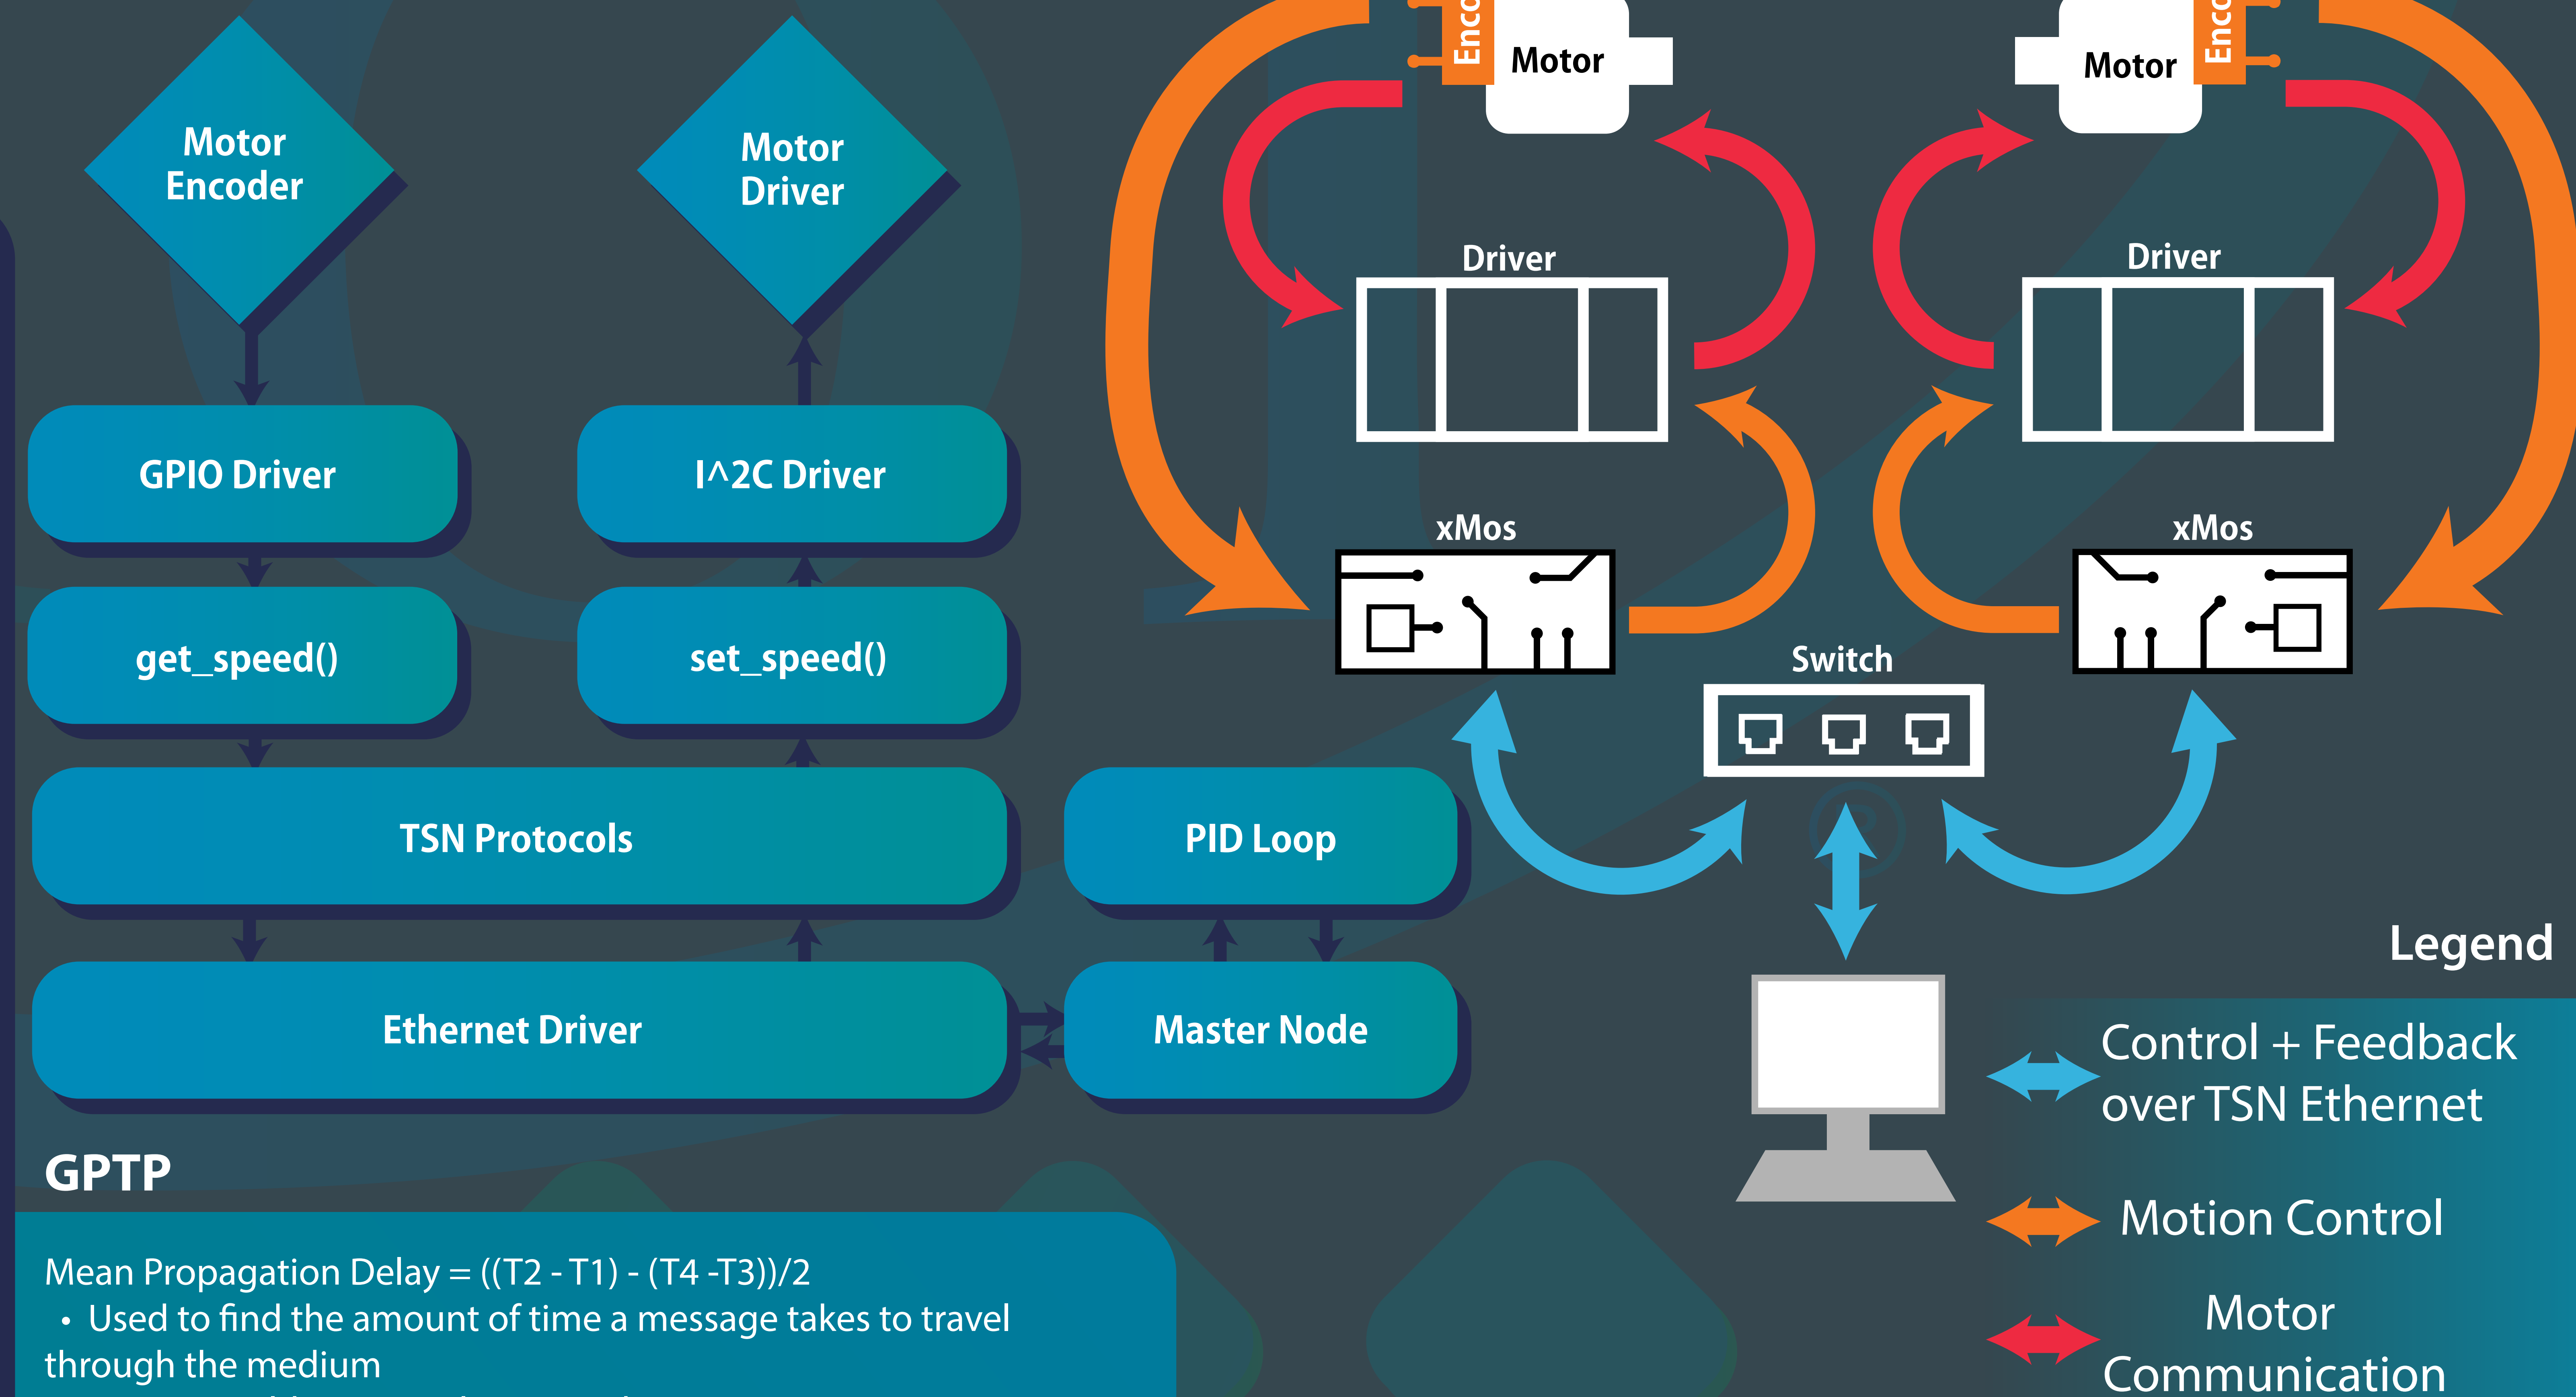 Motor
Encoder
Motor
Driver
GPIO Driver
I^2C Driver
get_speed()
set_speed()
TSN Protocols
PID Loop
Ethernet Driver
Master Node
Motor
Motor
Driver
Driver
xMos
xMos
Switch
Legend
Control + Feedback
over TSN Ethernet
Motion Control
Motor
Communication
GPTP
Mean Propagation Delay = ((T2 - T1) - (T4 -T3))/2
• Used to find the amount of time a message takes to travel
through the medium